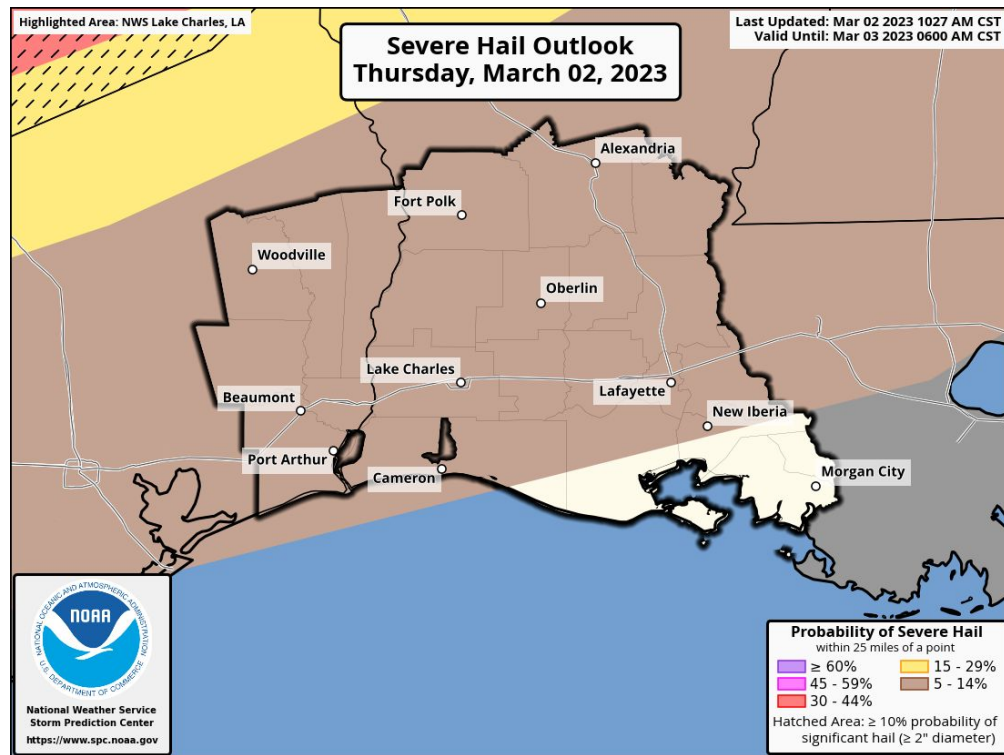 Highlighted Area: NWS Lake Charles, LA
Severe Hail Outlook
Thursday, March 02, 2023
Last Updated: Mar 02 2023 1027 AM CST
Valid Until: Mar 03 2023 0600 AM CST
Alexandria
Fort Polk
Woodville
Oberlin
Lake Charles
Beaumont
Lafayette
New Iberia
Port Arthur
Cameron
Morgan City
NATIONAL OCEANIC AND ATMOSPHERIC ADMINISTRATION
NOAA
U.S. DEPARTMENT OF COMMERCE
National Weather Service
Storm Prediction Center
https://www.spc.noaa.gov
Probability of Severe Hail
within 25 miles of a point
≥ 60% 15 - 29%
45 - 59% 5 - 14%
30 - 44%
Hatched Area: ≥ 10% probability of
significant hail (≥ 2" diameter)